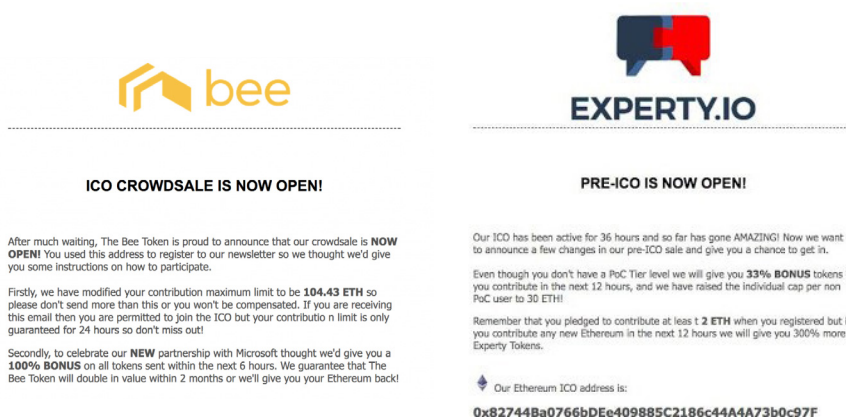 bee
ICO CROWDSALE IS NOW OPEN!
After much waiting, The Bee Token is proud to announce that our crowdsale is NOW
OPEN! You used this address to register to our newsletter so we thought we'd give
you some instructions on how to participate.
Firstly, we have modified your contribution maximum limit to be 104.43 ETH so
please don't send more than this or you won't be compensated. If you are receiving
this email then you are permitted to join the ICO but your contributio n limit is only
guaranteed for 24 hours so don't miss out!
Secondly, to celebrate our NEW partnership with Microsoft thought we'd give you a
100% BONUS on all tokens sent within the next 6 hours. We guarantee that The
Bee Token will double in value within 2 months or we'll give you your Ethereum back!
EXPERTY.IO
PRE-ICO IS NOW OPEN!
Our ICO has been active for 36 hours and so far has gone AMAZING! Now we want
to announce a few changes in our pre-ICO sale and give you a chance to get in.
Even though you don't have a PoC Tier level we will give you 33% BONUS tokens
you contribute in the next 12 hours, and we have raised the individual cap per non
PoC user to 30 ETH!
Remember that you pledged to contribute at leas t 2 ETH when you registered but
you contribute any new Ethereum in the next 12 hours we will give you 300% more
Experty Tokens.
Our Ethereum ICO address is:
0x82744Ba0766bDEe409885C2186c44A4A73b0c97F